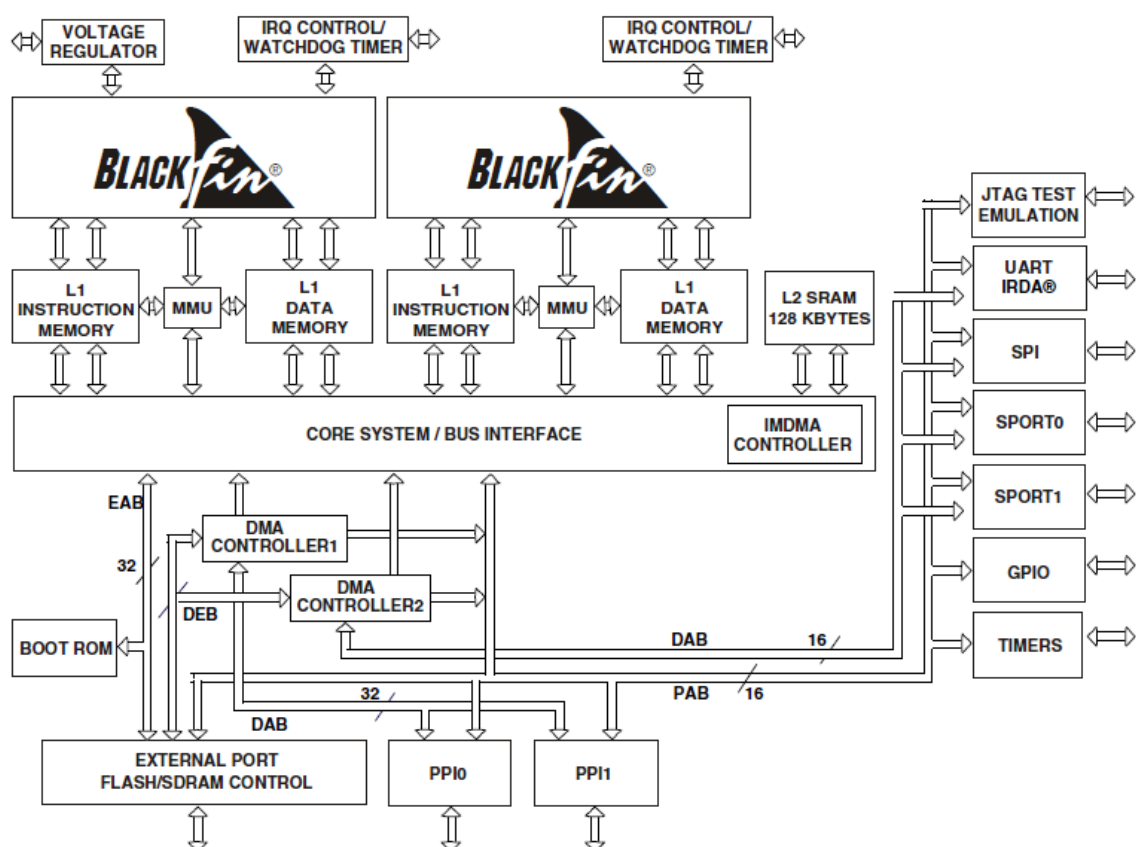 VOLTAGE
REGULATOR
IRQ CONTROL/
WATCHDOG TIMER
IRQ CONTROL/
WATCHDOG TIMER
BLACKfin®
BLACKfin®
JTAG TEST
EMULATION
L1
INSTRUCTION
MEMORY
MMU
L1
DATA
MEMORY
L1
INSTRUCTION
MEMORY
MMU
L1
DATA
MEMORY
L2 SRAM
128 KBYTES
UART
IRDA®
SPI
CORE SYSTEM / BUS INTERFACE
IMDMA
CONTROLLER
SPORT0
SPORT1
EAB
DMA
CONTROLLER1
32
DMA
CONTROLLER2
DEB
GPIO
BOOT ROM
DAB
16
TIMERS
32
PAB
16
DAB
EXTERNAL PORT
FLASH/SDRAM CONTROL
PPI0
PPI1